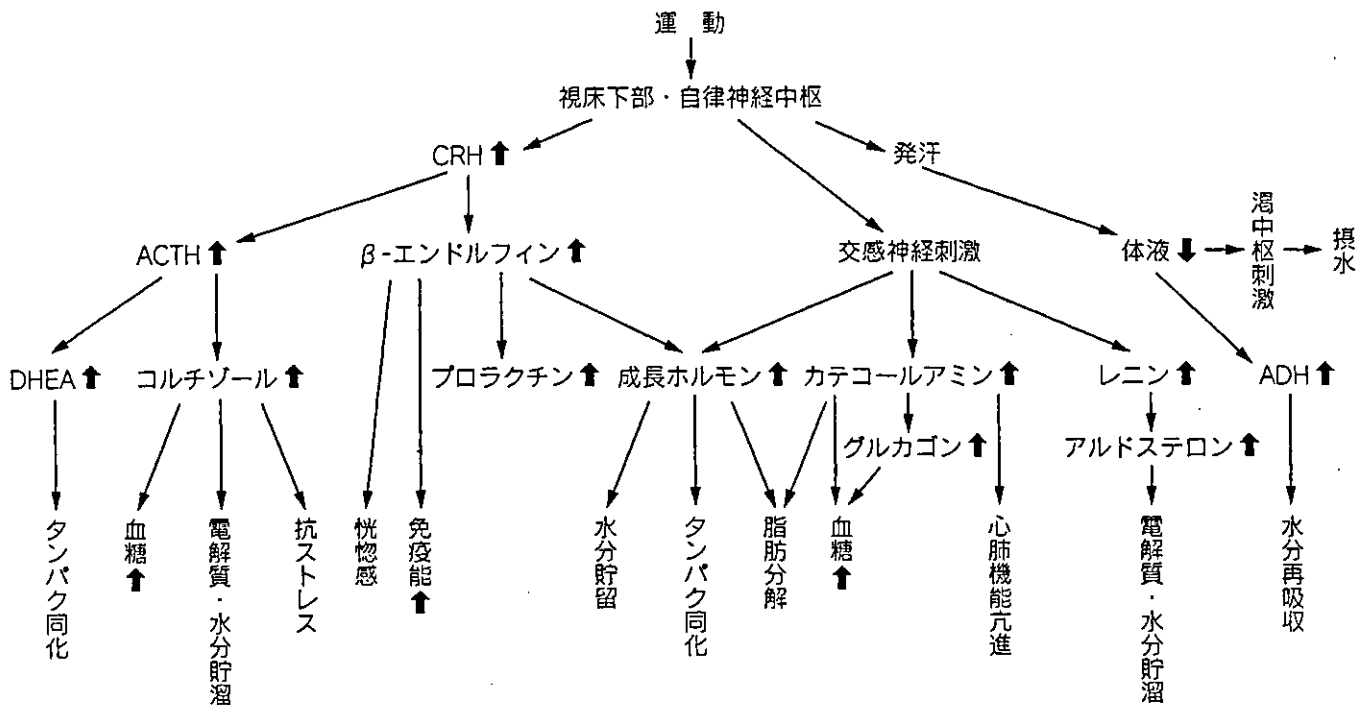 運 動
視床下部・自律神経中枢
CRH⬆
発汗
ACTH⬆
β-エンドルフィン⬆
交感神経刺激
体液⬇
渇中枢刺激
摂水
DHEA⬆
コルチゾール⬆
プロラクチン⬆
成長ホルモン⬆
カテコールアミン⬆
レニン⬆
ADH⬆
グルカゴン⬆
アルドステロン⬆
タンパク同化
血糖⬆
電解質・水分貯溜
抗ストレス
恍惚感
免疫能⬆
水分貯留
タンパク同化
脂肪分解
血糖⬆
心肺機能亢進
電解質・水分貯溜
水分再吸収